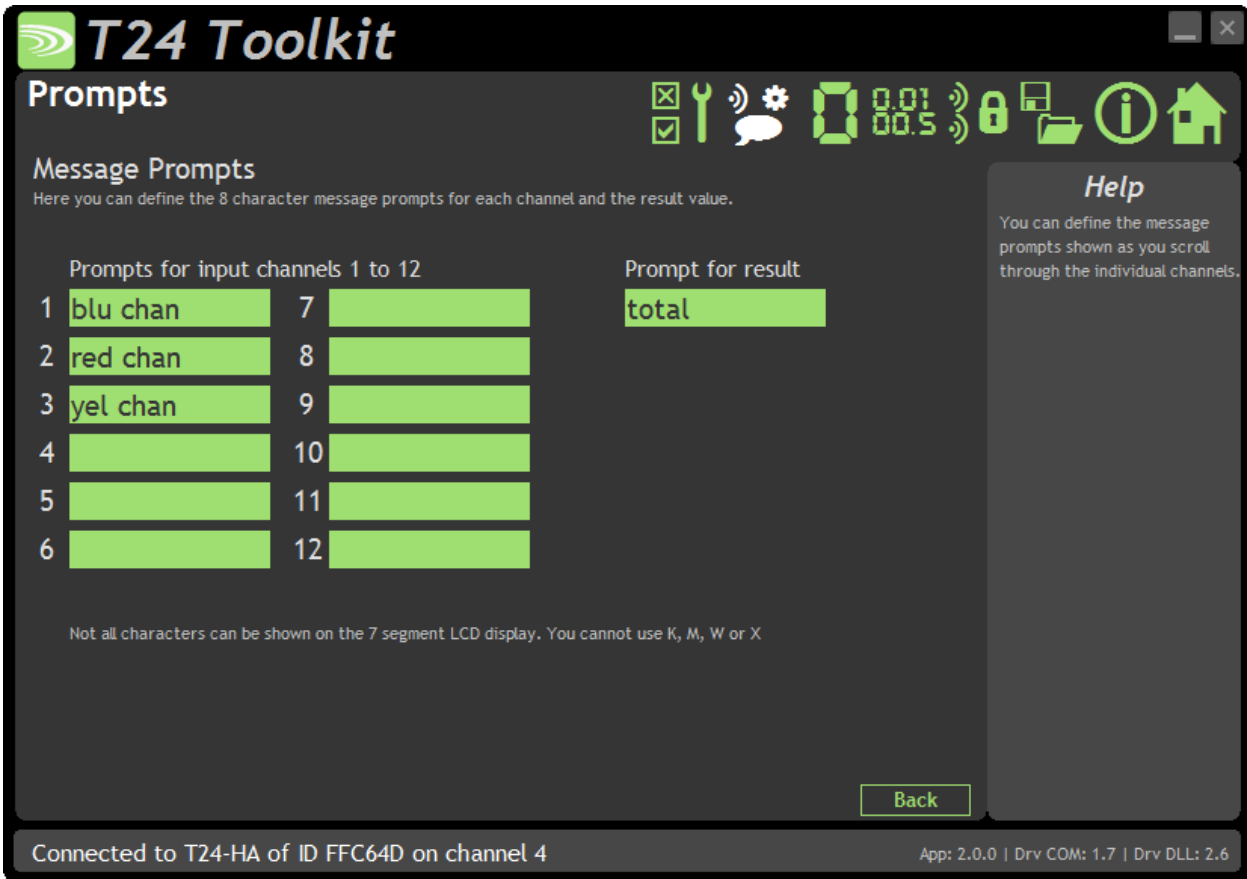 T24 Toolkit
Prompts
0.01
00.5
Message Prompts
Here you can define the 8 character message prompts for each channel and the result value.
Prompts for input channels 1 to 12
Prompt for result
1 blu chan 7
total
2 red chan 8
3 yel chan 9
4 10
5 11
6 12
Not all characters can be shown on the 7 segment LCD display. You cannot use K, M, W or X
Back
Help
You can define the message
prompts shown as you scroll
through the individual channels.
Connected to T24-HA of ID FFC64D on channel 4
App: 2.0.0 | Drv COM: 1.7 | Drv DLL: 2.6